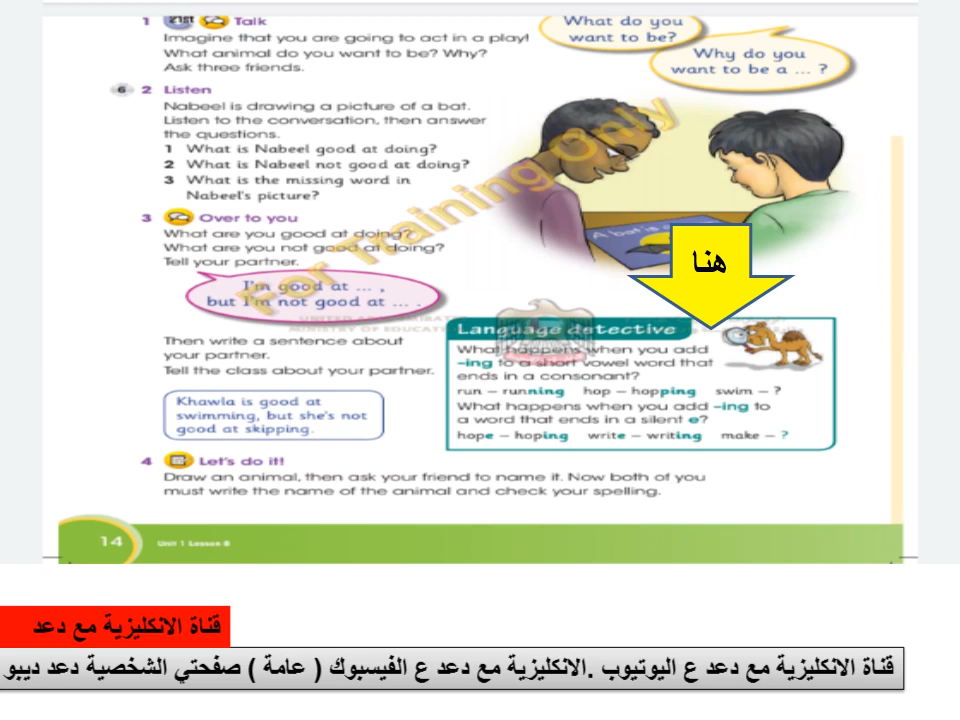 1 21st Talk
Imagine that you are going to act in a play!
What animal do you want to be? Why?
Ask three friends.
What do you
want to be?
Why do you
want to be a ... ?
6 2 Listen
Nabeel is drawing a picture of a bat.
Listen to the conversation, then answer
the questions.
1 What is Nabeel good at doing?
2 What is Nabeel not good at doing?
3 What is the missing word in
Nabeel's picture?
3 Over to you
What are you good at doing?
What are you not good at doing?
Tell your partner.
I'm good at ... ,
but I'm not good at ... .
For Training Only
A bat is
هنا
Then write a sentence about
your partner.
Tell the class about your partner.
Khawla is good at
swimming, but she's not
good at skipping.
Language detective
What happens when you add
-ing to a short vowel word that
ends in a consonant?
run – running hop – hopping swim – ?
What happens when you add -ing to
a word that ends in a silent e?
hope – hoping write – writing make – ?
4 Let's do it!
Draw an animal, then ask your friend to name it. Now both of you
must write the name of the animal and check your spelling.
14 Unit 1 Lesson 8
قناة الانكليزية مع دعد
قناة الانكليزية مع دعد ع اليوتيوب .الانكليزية مع دعد ع الفيسبوك ( عامة ) صفحتي الشخصية دعد ديبو